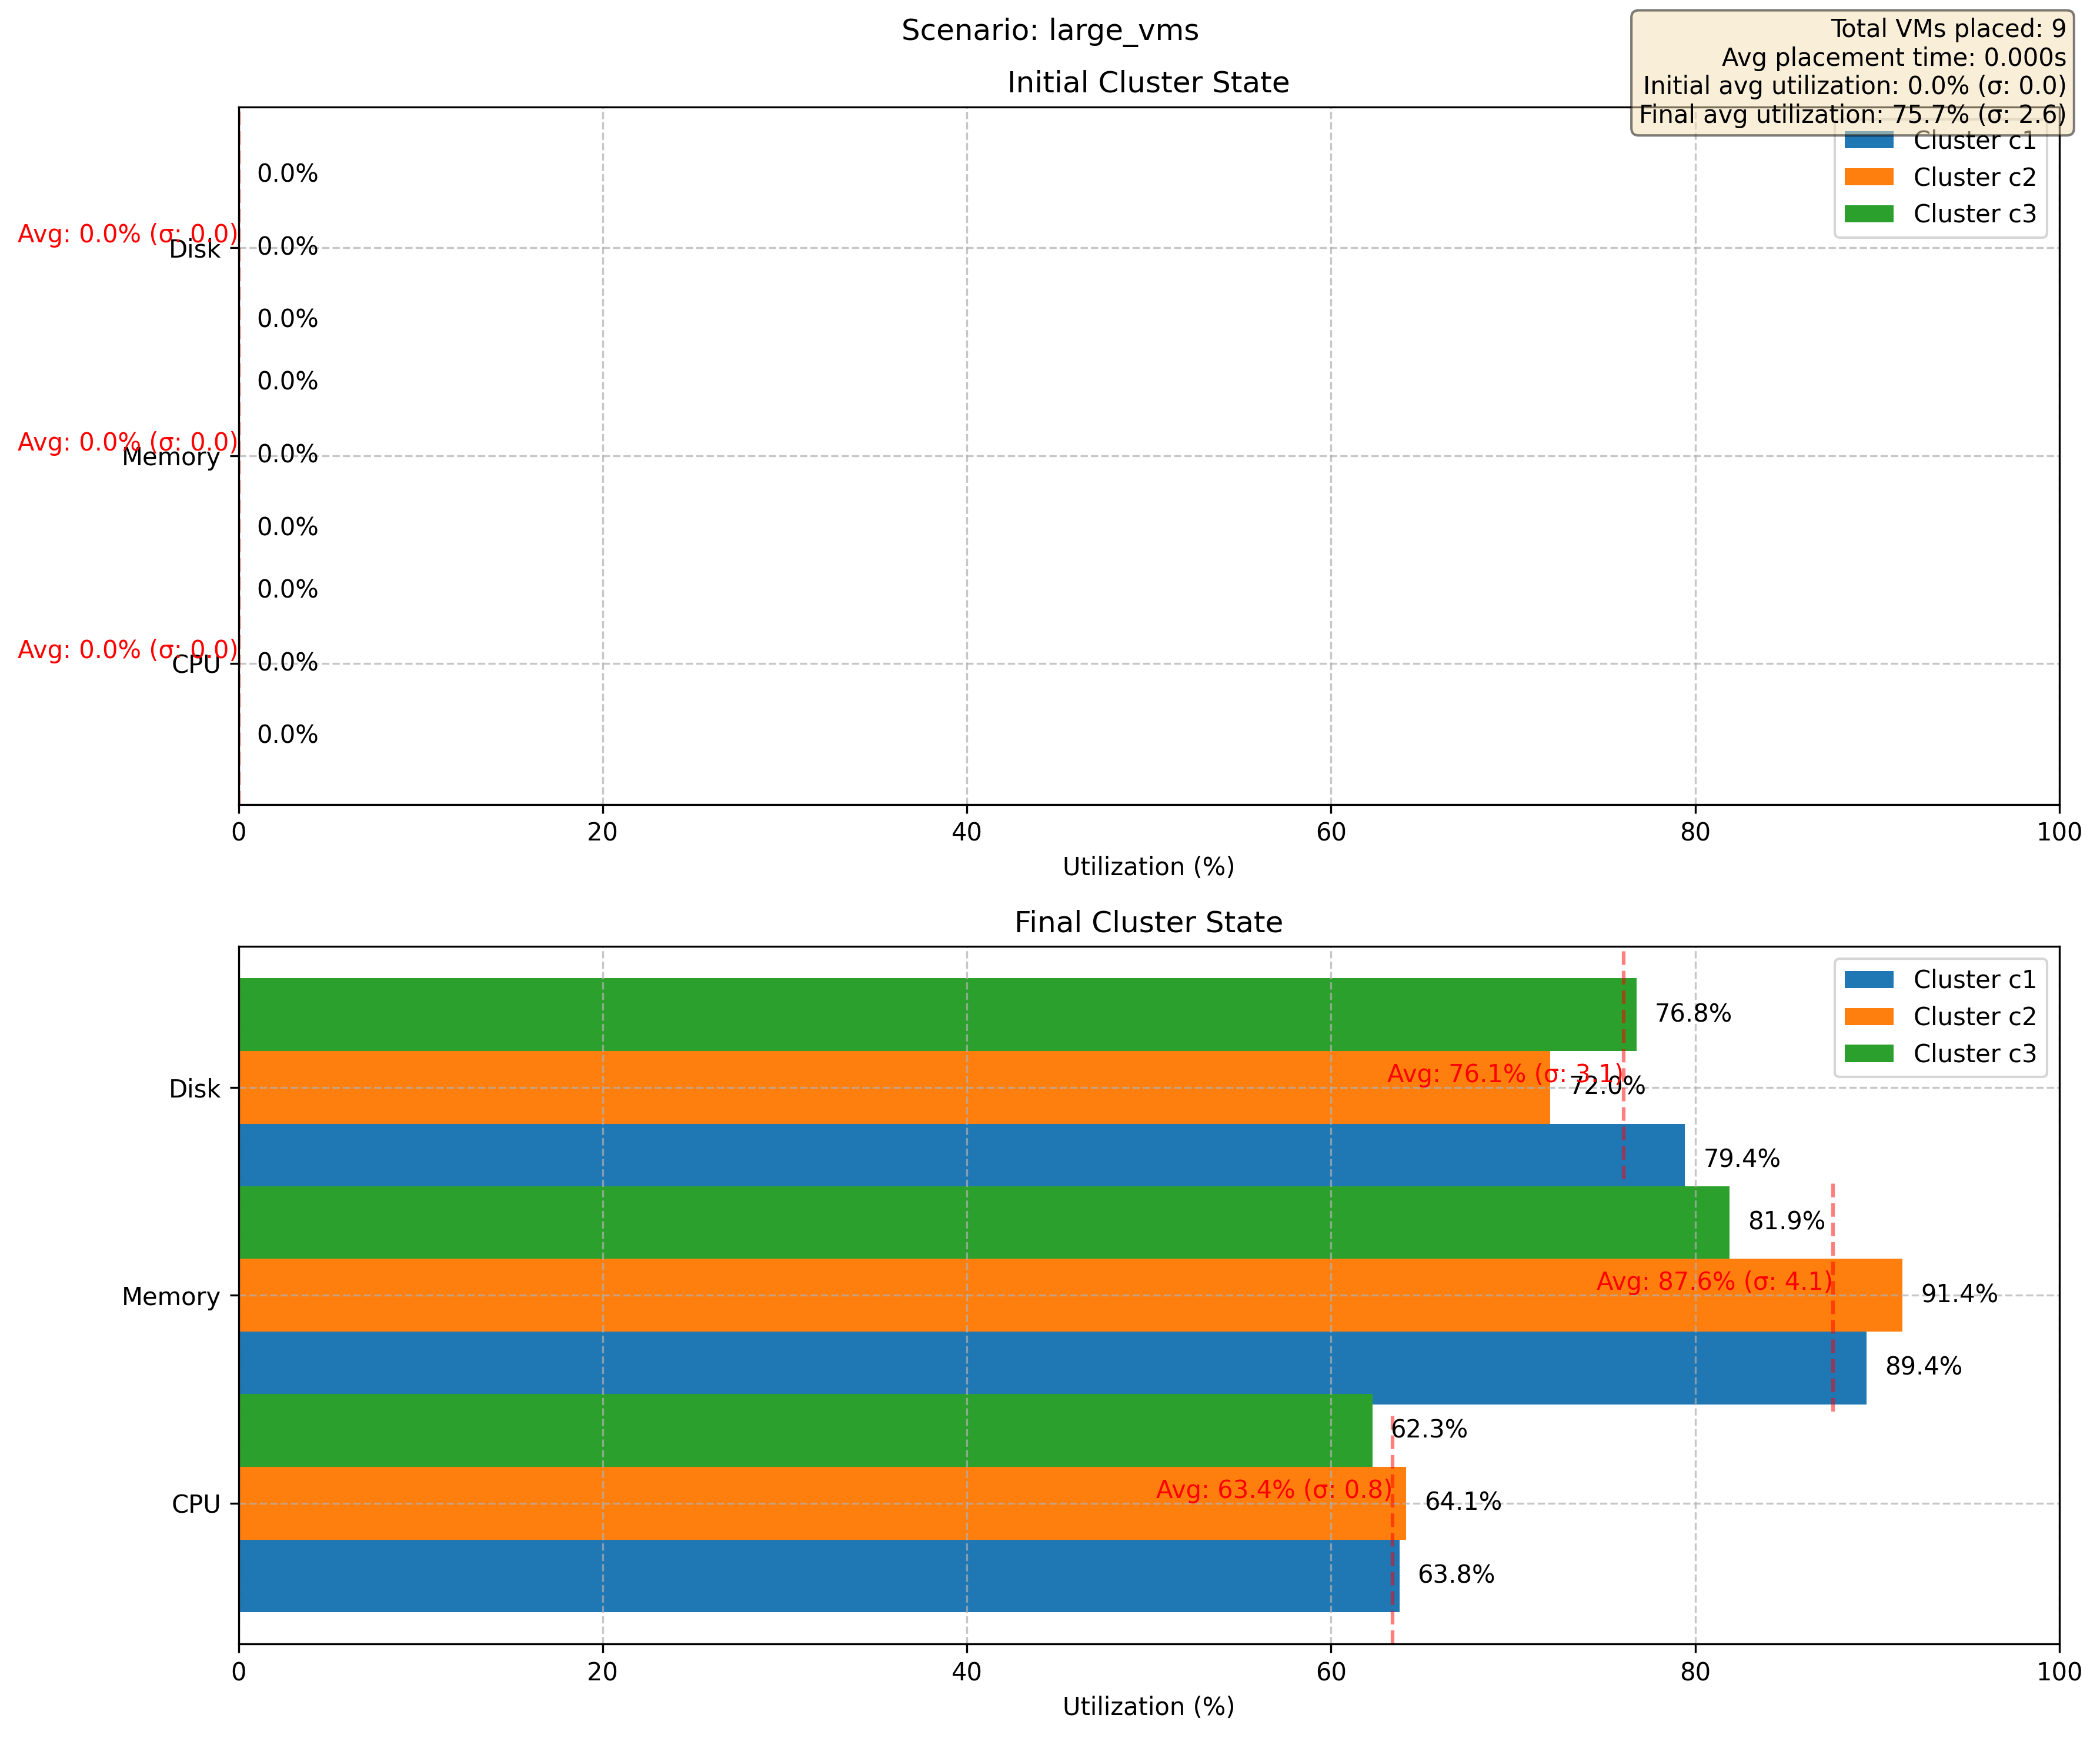 Scenario: large_vms
Total VMs placed: 9
Avg placement time: 0.000s
Initial avg utilization: 0.0% (σ: 0.0)
Final avg utilization: 75.7% (σ: 2.6)
Initial Cluster State
Cluster c1
Cluster c2
Cluster c3
0.0%
Avg: 0.0% (σ: 0.0)
Disk
0.0%
0.0%
0.0%
Avg: 0.0% (σ: 0.0)
Memory
0.0%
0.0%
0.0%
Avg: 0.0% (σ: 0.0)
CPU
0.0%
0.0%
0
20
40
60
80
100
Utilization (%)
Final Cluster State
Cluster c1
Cluster c2
Cluster c3
76.8%
Avg: 76.1% (σ: 3.1)
Disk
72.0%
79.4%
81.9%
Avg: 87.6% (σ: 4.1)
Memory
91.4%
89.4%
62.3%
Avg: 63.4% (σ: 0.8)
CPU
64.1%
63.8%
0
20
40
60
80
100
Utilization (%)